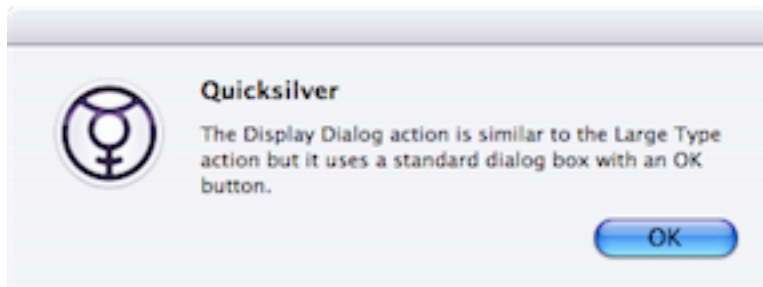 Quicksilver
The Display Dialog action is similar to the Large Type
action but it uses a standard dialog box with an OK
button.
OK